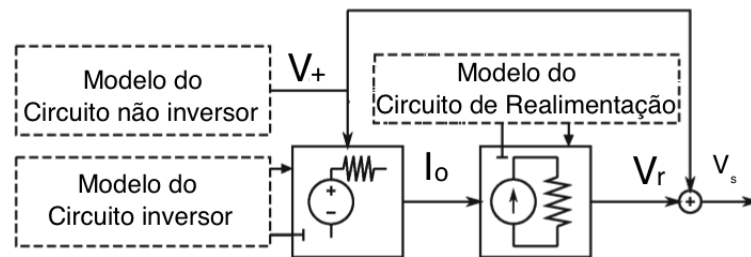 Modelo do
Circuito não inversor
V+
Modelo do
Circuito de Realimentação
Modelo do
Circuito inversor
+
-
Io
Vr
+
Vs